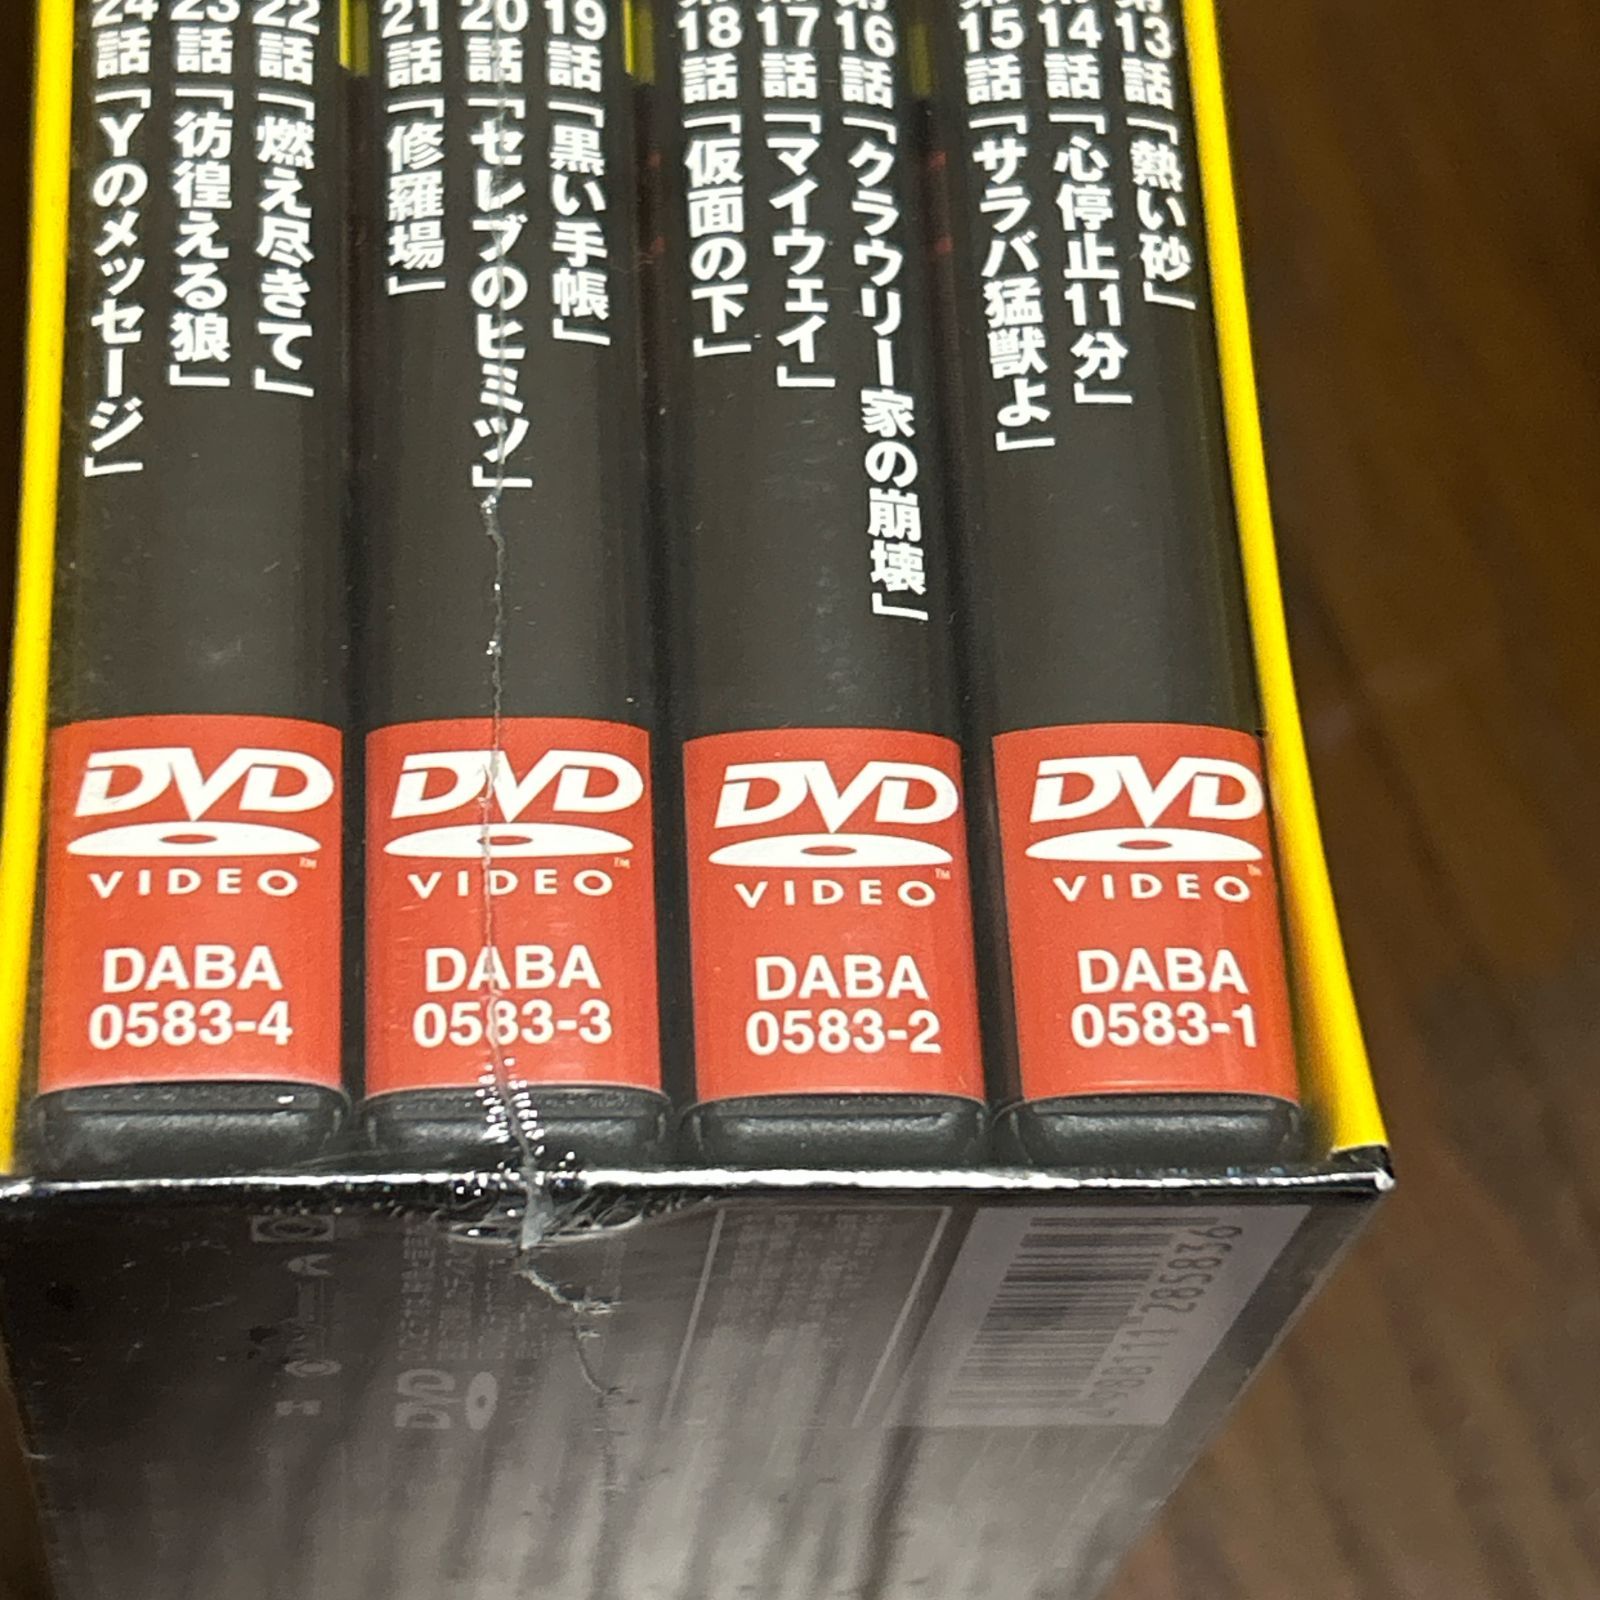 第13話「熱い砂」
第14話「心停止11分」
第15話「サラバ猛獣よ」
DVD
VIDEO™
DABA
0583-1
第16話「クラウリー家の崩壊」
第17話「マイウェイ」
第18話「仮面の下」
DVD
VIDEO™
DABA
0583-2
19話「黒い手帳」
20話「セレブのヒミツ」
21話「修羅場」
DVD
VIDEO™
DABA
0583-3
22話「燃え尽きて」
23話「彷徨える狼」
24話「Yのメッセージ」
DVD
VIDEO™
DABA
0583-4
DVD